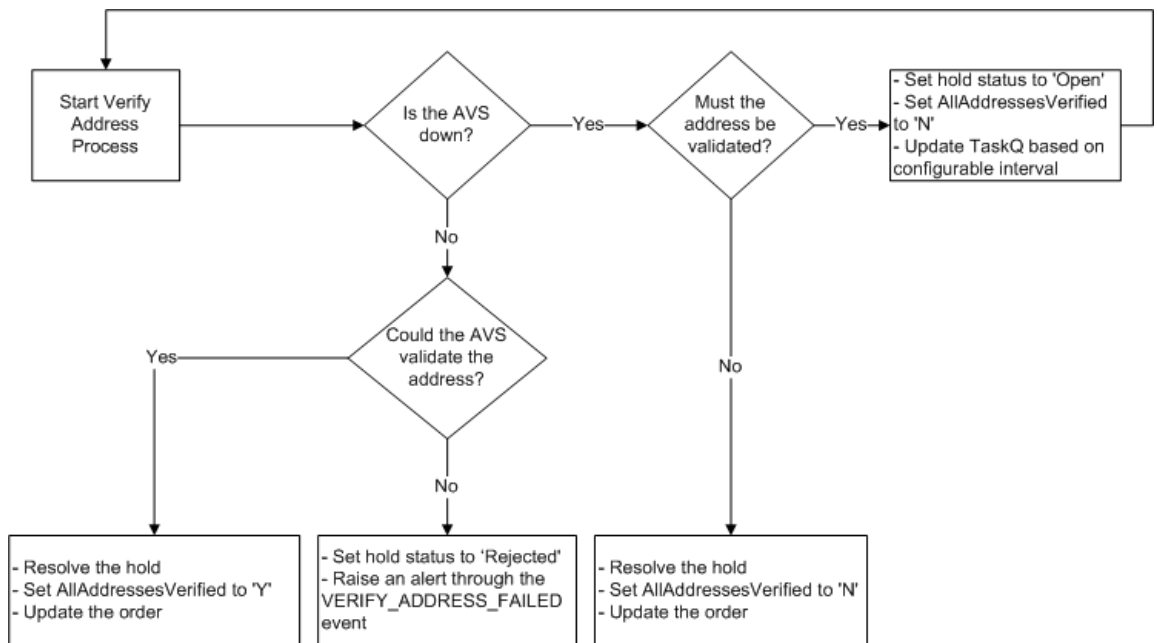 Start Verify
Address
Process
Is the AVS
down?
Yes
Must the
address be
validated?
Yes
- Set hold status to 'Open'
- Set AllAddressesVerified
to 'N'
- Update TaskQ based on
configurable interval
No
Could the AVS
validate the
address?
Yes
No
No
- Resolve the hold
- Set AllAddressesVerified to 'Y'
- Update the order
- Set hold status to 'Rejected'
- Raise an alert through the
VERIFY_ADDRESS_FAILED
event
- Resolve the hold
- Set AllAddressesVerified to 'N'
- Update the order